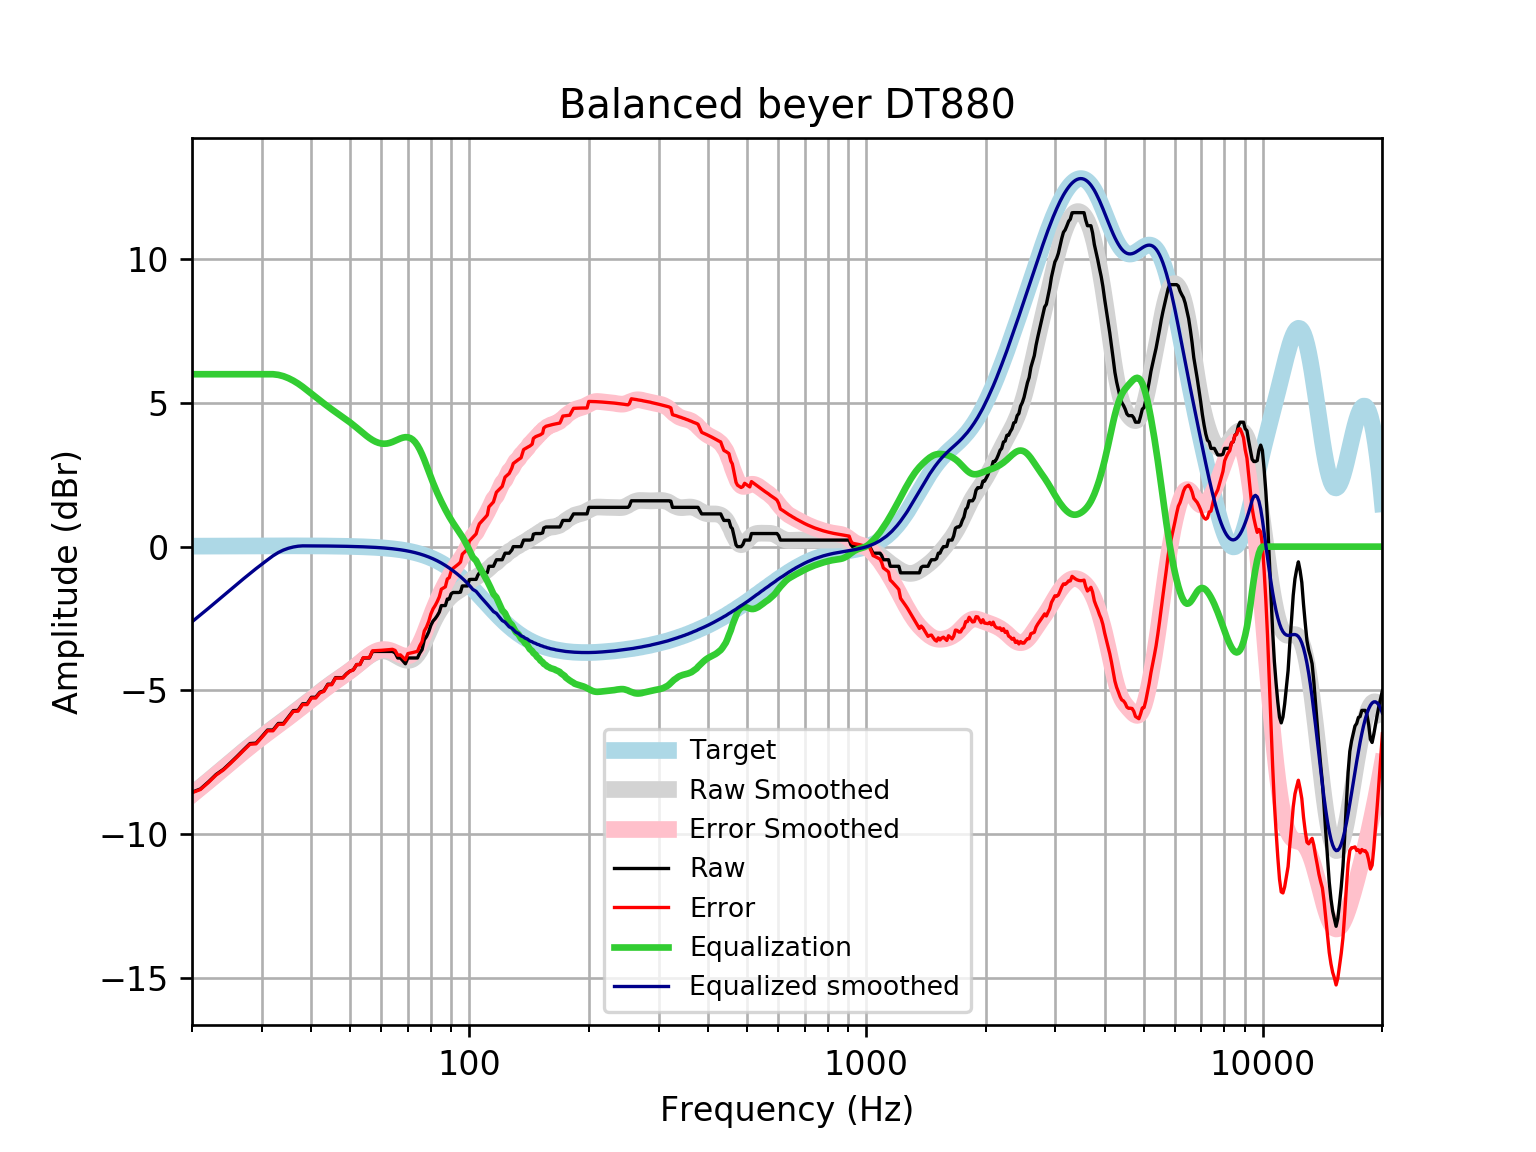 Balanced beyer DT880
Amplitude (dBr)
10
5
0
−5
−10
−15
Target
Raw Smoothed
Error Smoothed
Raw
Error
Equalization
Equalized smoothed
100
1000
10000
Frequency (Hz)